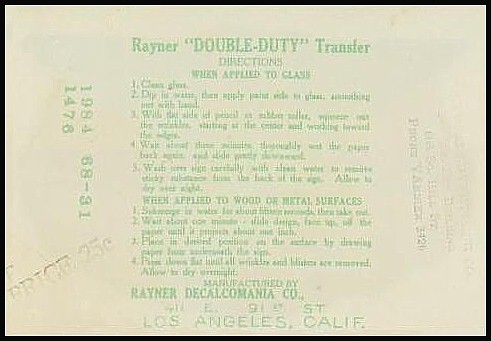 Rayner "DOUBLE-DUTY" Transfer
DIRECTIONS
WHEN APPLIED TO GLASS
1. Clean glass.
2. Dip in water, then apply paint side to glass, smoothing
out with hand.
3. With flat side of pencil or rubber roller, squeeze out
the wrinkles, starting at the center and working toward
the edges.
4. Wait about three minutes, thoroughly wet the paper
back again, and slide gently downward.
5. Wash over sign carefully with clean water to remove
sticky substance from the back of the sign. Allow to
dry over night.
WHEN APPLIED TO WOOD OR METAL SURFACES
1. Submerge in water for about fifteen seconds, then take out.
2. Wait about one minute - slide design, face up, off the
paper until it projects about one inch.
3. Place in desired position on the surface by drawing
paper from underneath the sign.
4. Press down flat until all wrinkles and blisters are removed.
Allow to dry overnight.
MANUFACTURED BY
RAYNER DECALCOMANIA CO.,
411 E. 91ST ST
LOS ANGELES, CALIF.
1984 68-31
1476
PRICE 25c